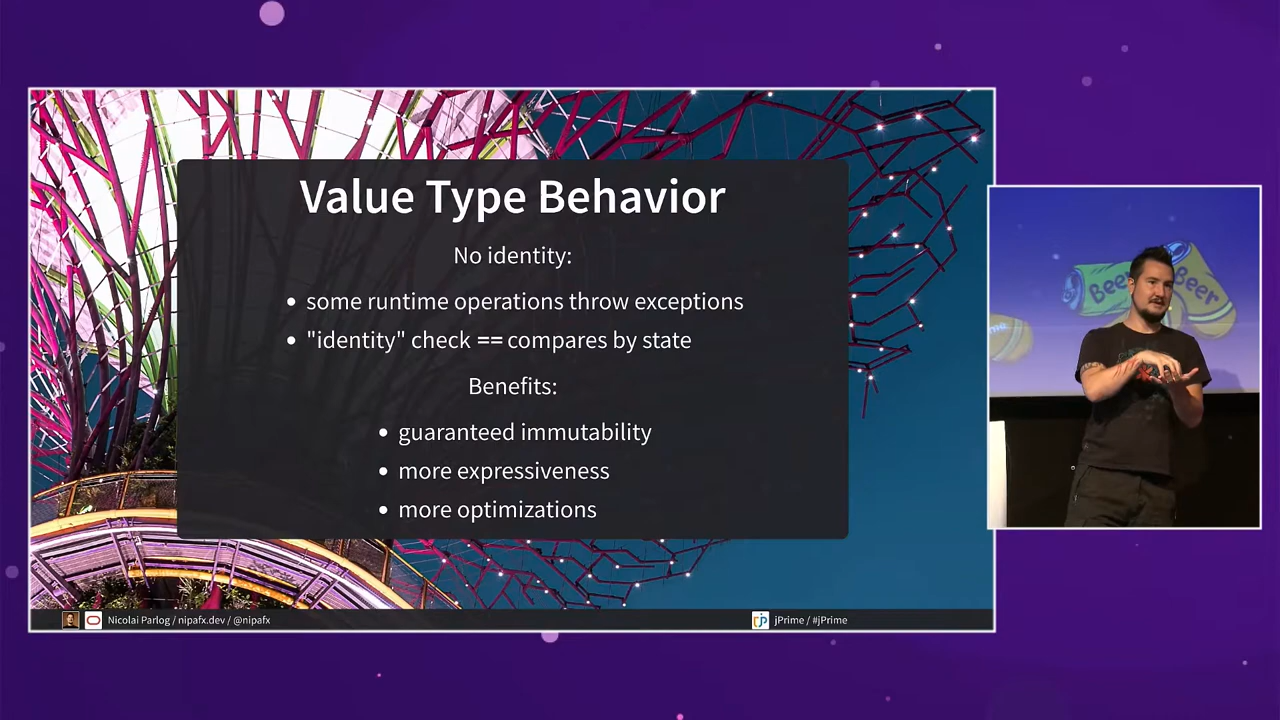 Value Type Behavior
No identity:
• some runtime operations throw exceptions
• "identity" check == compares by state
Benefits:
• guaranteed immutability
• more expressiveness
• more optimizations
Nicolai Parlog / nipafx.dev / @nipafx
jPrime / #jPrime
Beer
Beer